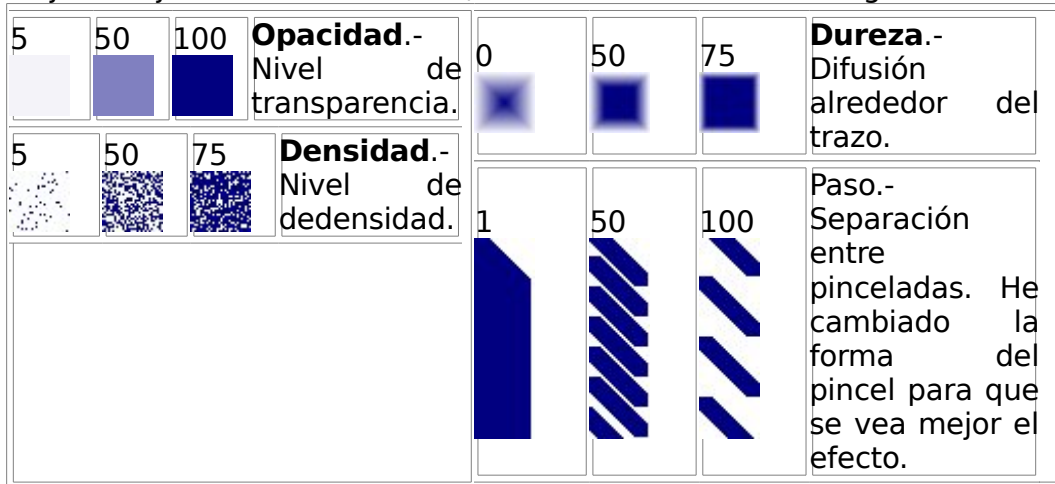 5 50 100 Opacidad.-
Nivel de
transparencia.
5 50 75 Densidad.-
Nivel de
dedensidad.
0 50 75 Dureza.-
Difusión
alrededor del
trazo.
1 50 100 Paso.-
Separación
entre
pinceladas. He
cambiado la
forma del
pincel para que
se vea mejor el
efecto.